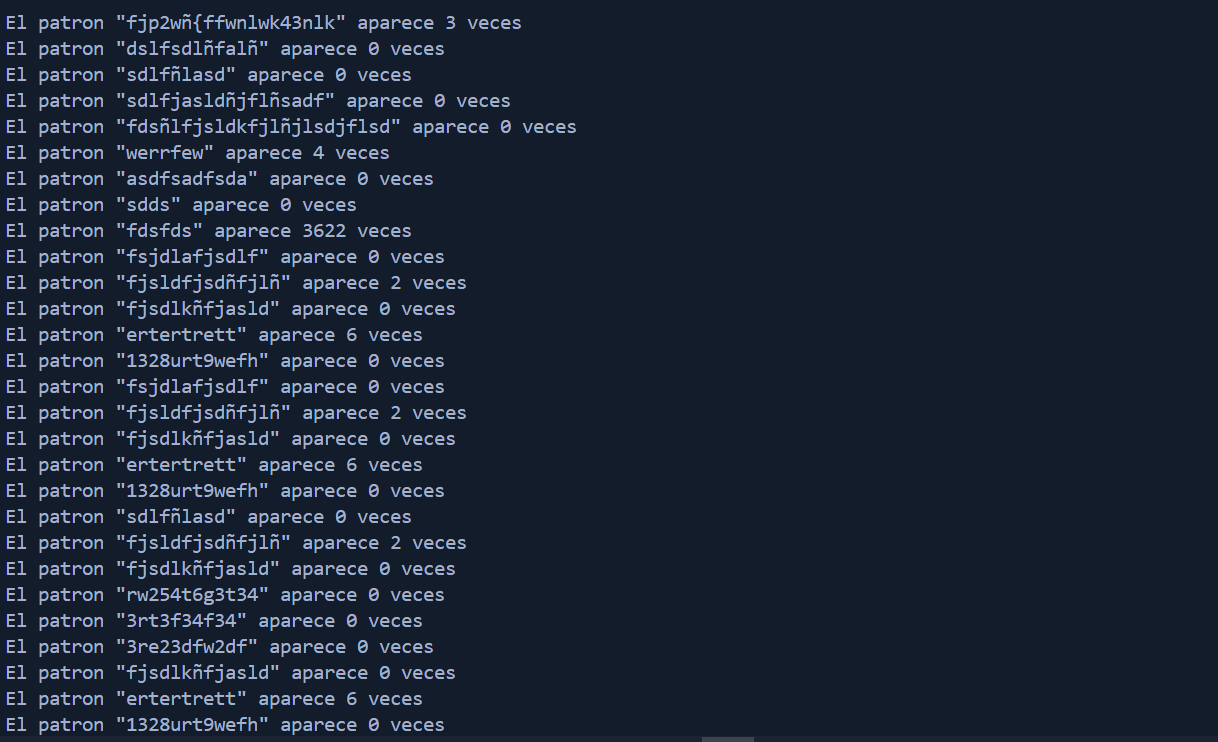 El patron "fjp2wñ{ffwnlwk43nlk" aparece 3 veces
El patron "dslfsdlñfalñ" aparece 0 veces
El patron "sdlfñlasd" aparece 0 veces
El patron "sdlfjasldñjflñsadf" aparece 0 veces
El patron "fdsñlfjsldkfjlñjlsdjflsd" aparece 0 veces
El patron "werrfew" aparece 4 veces
El patron "asdfsadfsda" aparece 0 veces
El patron "sdds" aparece 0 veces
El patron "fdsfds" aparece 3622 veces
El patron "fsjdlafjsdlf" aparece 0 veces
El patron "fjsldfjsdñfjlñ" aparece 2 veces
El patron "fjsdlkñfjasld" aparece 0 veces
El patron "ertertrett" aparece 6 veces
El patron "1328urt9wefh" aparece 0 veces
El patron "fsjdlafjsdlf" aparece 0 veces
El patron "fjsldfjsdñfjlñ" aparece 2 veces
El patron "fjsdlkñfjasld" aparece 0 veces
El patron "ertertrett" aparece 6 veces
El patron "1328urt9wefh" aparece 0 veces
El patron "sdlfñlasd" aparece 0 veces
El patron "fjsldfjsdñfjlñ" aparece 2 veces
El patron "fjsdlkñfjasld" aparece 0 veces
El patron "rw254t6g3t34" aparece 0 veces
El patron "3rt3f34f34" aparece 0 veces
El patron "3re23dfw2df" aparece 0 veces
El patron "fjsdlkñfjasld" aparece 0 veces
El patron "ertertrett" aparece 6 veces
El patron "1328urt9wefh" aparece 0 veces